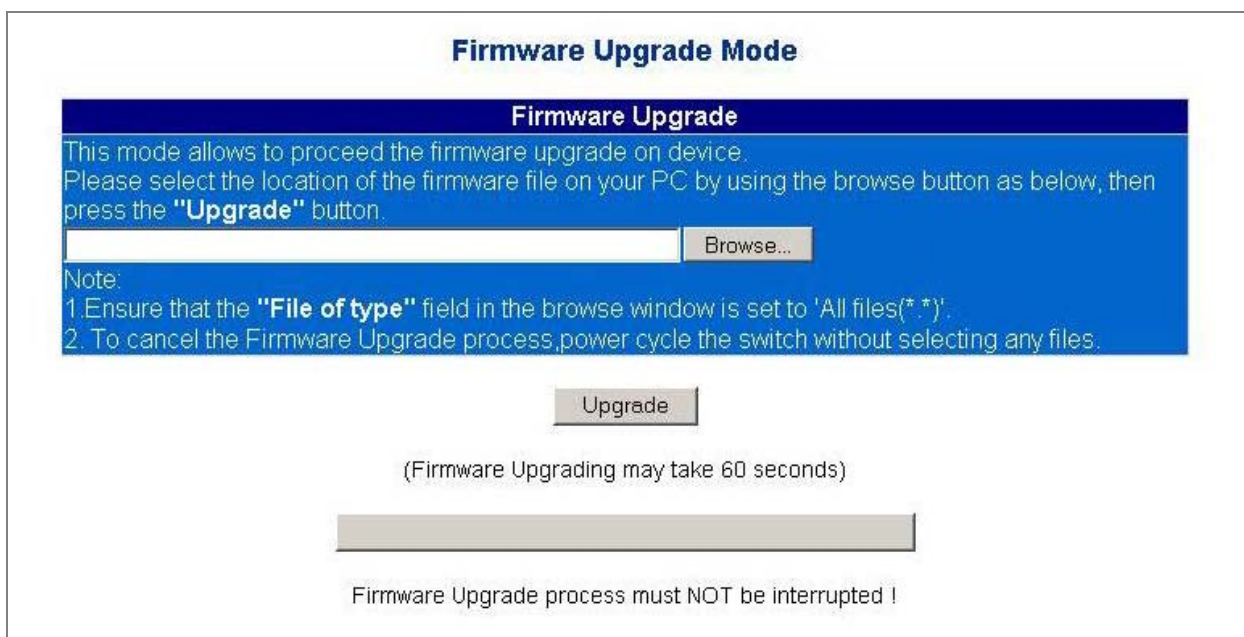 Firmware Upgrade Mode
Firmware Upgrade
This mode allows to proceed the firmware upgrade on device.
Please select the location of the firmware file on your PC by using the browse button as below, then
press the "Upgrade" button.
Browse...
Note:
1.Ensure that the "File of type" field in the browse window is set to 'All files(*.*)'.
2. To cancel the Firmware Upgrade process,power cycle the switch without selecting any files.
Upgrade
(Firmware Upgrading may take 60 seconds)
Firmware Upgrade process must NOT be interrupted !